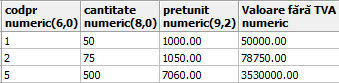 codpr cantitate pretunit Valoare fără TVA
numeric(6,0) numeric(8,0) numeric(9,2) numeric
1 50 1000.00 50000.00
2 75 1050.00 78750.00
5 500 7060.00 3530000.00